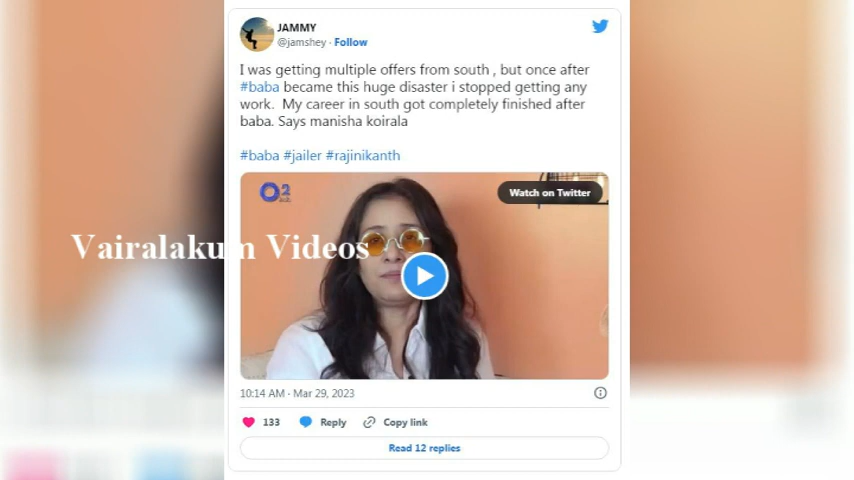 JAMMY
@jamshey · Follow
I was getting multiple offers from south , but once after
#baba became this huge disaster i stopped getting any
work. My career in south got completely finished after
baba. Says manisha koirala
#baba #jailer #rajinikanth
O2
Watch on Twitter
Vairalakum Videos
10:14 AM · Mar 29, 2023
133 Reply Copy link
Read 12 replies